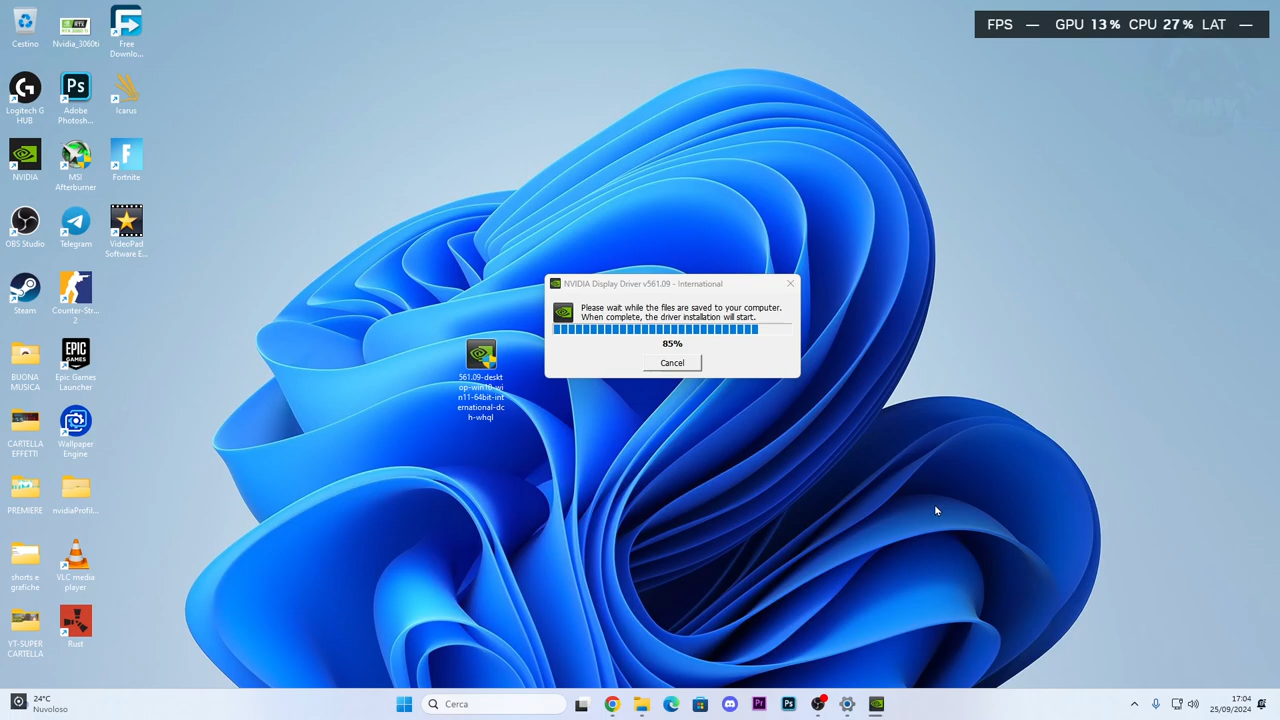 FPS — GPU 13 % CPU 27 % LAT —
Cestino
Nvidia_3060ti
Free
Downlo...
Logitech G
HUB
Adobe
Photosh...
Icarus
NVIDIA
MSI
Afterburner
Fortnite
OBS Studio
Telegram
VideoPad
Software E...
Steam
Counter-Str...
2
BUONA
MUSICA
Epic Games
Launcher
CARTELLA
EFFETTI
Wallpaper
Engine
PREMIERE
nvidiaProfil...
shorts e
grafiche
VLC media
player
YT-SUPER
CARTELLA
Rust
561.09-deskt
op-win10-wi
n11-64bit-int
ernational-dc
h-whql
NVIDIA Display Driver v561.09 - International
Please wait while the files are saved to your computer.
When complete, the driver installation will start.
85%
Cancel
24°C
Nuvoloso
Cerca
17:04
25/09/2024